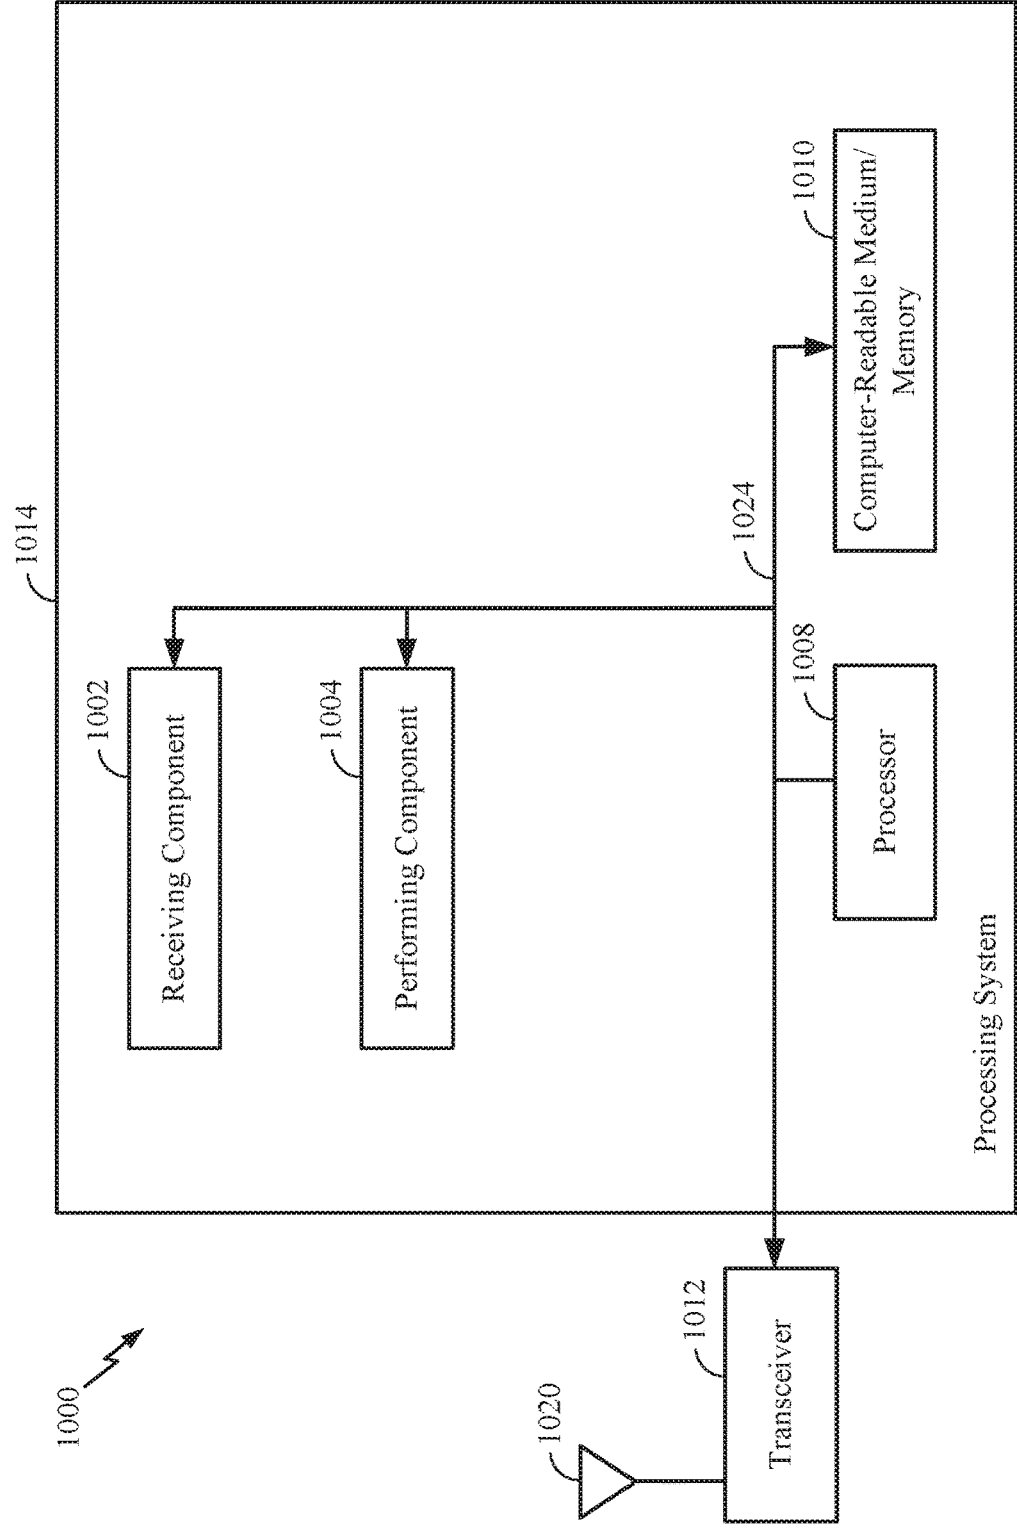 1000
1014
1002
Receiving Component
1004
Performing Component
1024
1020
1012
Transceiver
1008
Processor
1010
Computer-Readable Medium/
Memory
Processing System